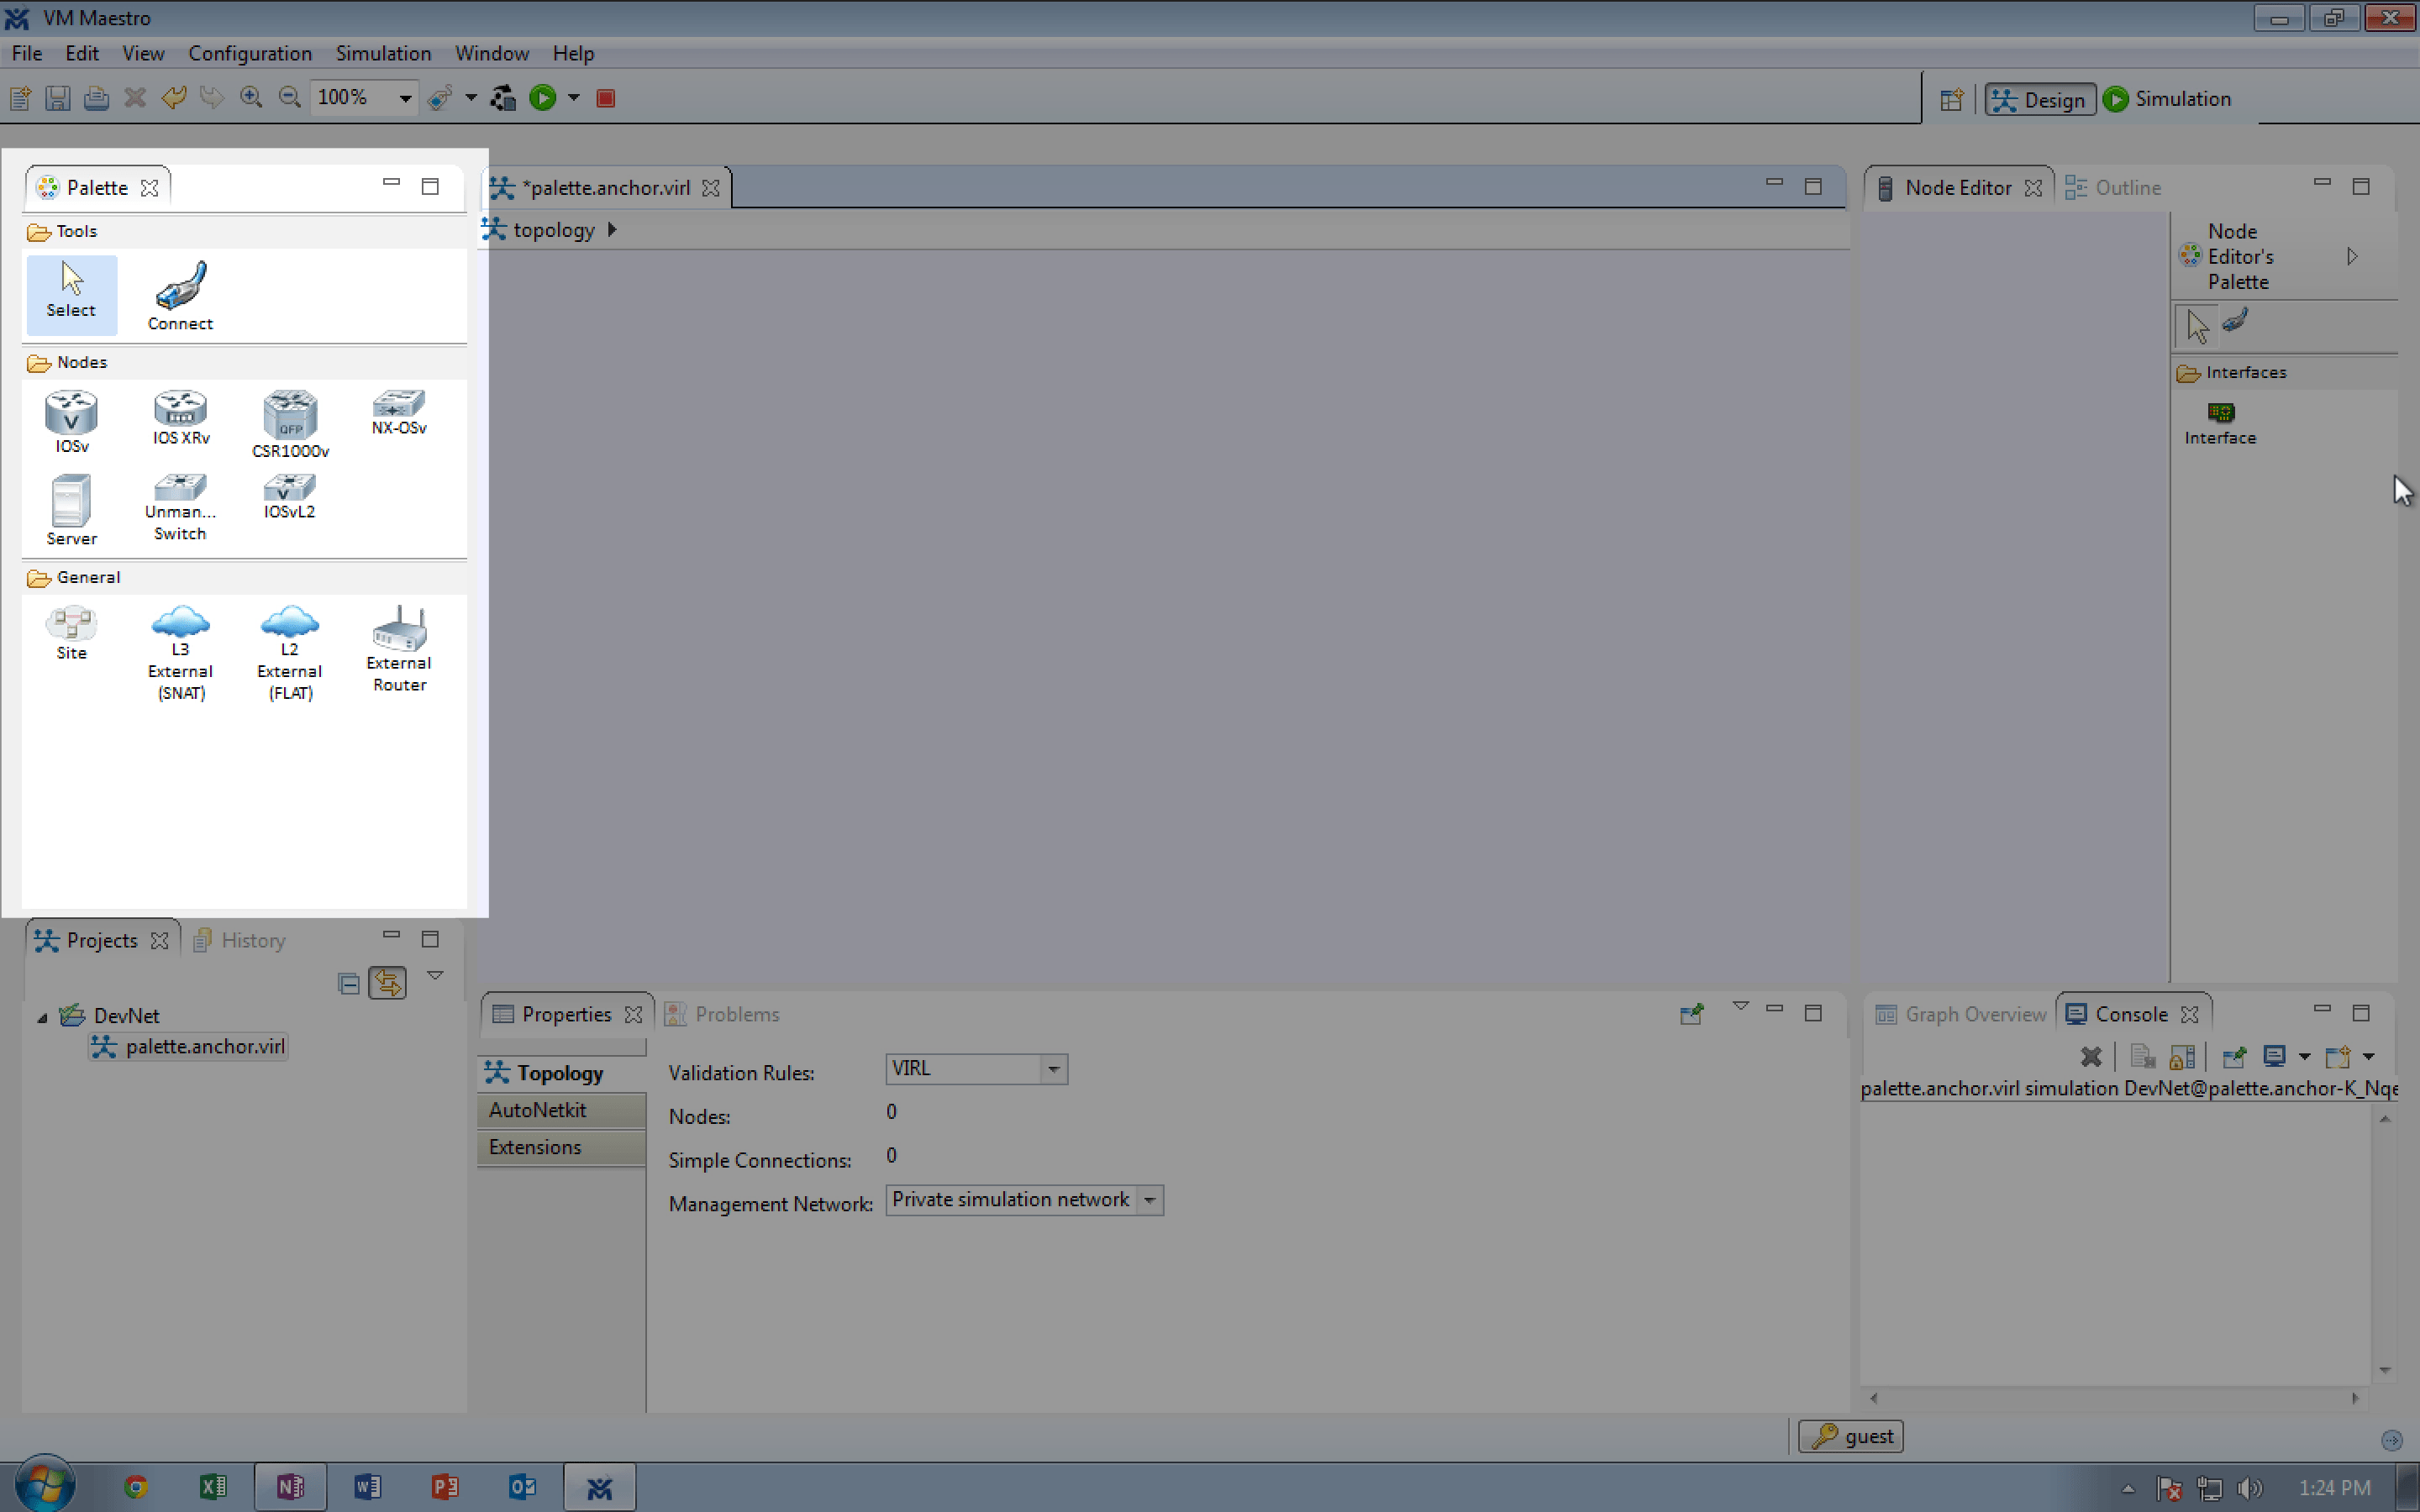 VM Maestro
File Edit View Configuration Simulation Window Help
100%
Design Simulation
Palette
*palette.anchor.virl
Node Editor Outline
Tools
topology
Node
Editor's
Palette
Select
Connect
Nodes
Interfaces
IOSv
IOS XRv
QFP
CSR1000v
NX-OSv
Interface
Server
Unman...
Switch
IOSvL2
General
Site
L3
External
(SNAT)
L2
External
(FLAT)
External
Router
Projects History
DevNet
palette.anchor.virl
Properties Problems
Topology
AutoNetkit
Extensions
Validation Rules: VIRL
Nodes: 0
Simple Connections: 0
Management Network: Private simulation network
Graph Overview Console
palette.anchor.virl simulation DevNet@palette.anchor-K_Nqe
guest
1:24 PM